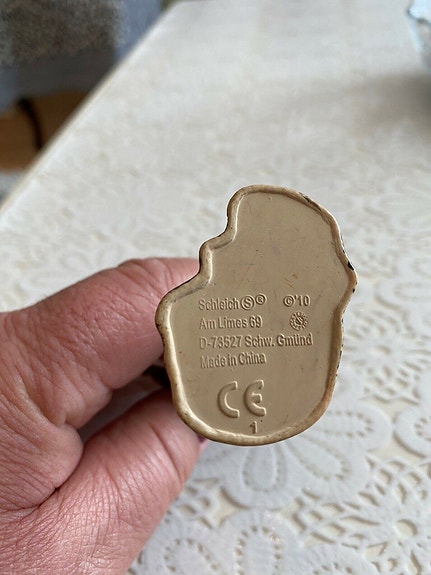 Schleich Ⓢ® ©'10
Am Limes 69
D-73527 Schw. Gmünd
Made in China
CE
1